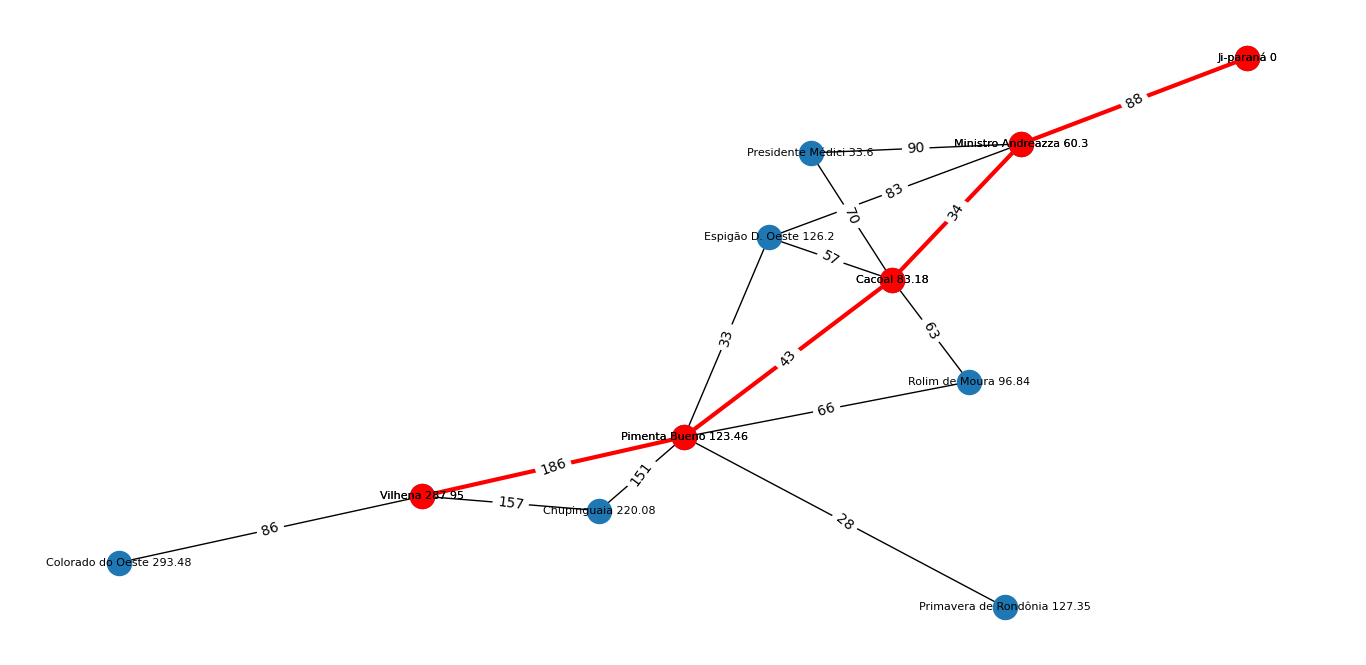 Ji-paraná 0
88
Ministro Andreazza 60.3
90
Presidente Médici 33.6
83
70
34
Espigão D. Oeste 126.2
57
Cacoal 83.18
63
33
43
Rolim de Moura 96.84
66
Pimenta Bueno 123.46
186
151
Vilhena 267.95
157
Chupinguaia 220.08
28
86
Colorado do Oeste 293.48
Primavera de Rondônia 127.35